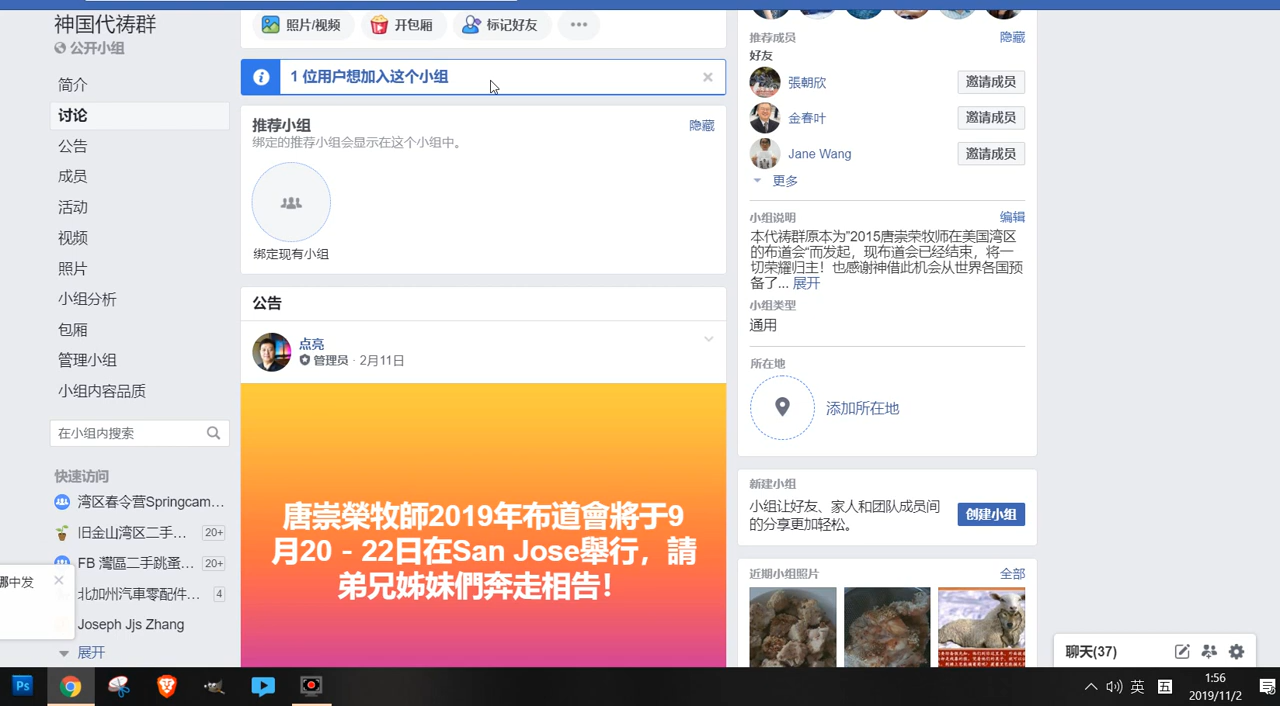 神国代祷群
公开小组
简介
讨论
公告
成员
活动
视频
照片
小组分析
包厢
管理小组
小组内容品质
在小组内搜索
快速访问
湾区春令营Springcam...
旧金山湾区二手... 20+
FB 灣區二手跳蚤... 20+
北加州汽車零配件... 4
Joseph Jjs Zhang
展开
哪中发
照片/视频
开包厢
标记好友
1 位用户想加入这个小组
推荐小组
隐藏
绑定的推荐小组会显示在这个小组中。
绑定现有小组
公告
点亮
管理员 · 2月11日
唐崇榮牧師2019年布道會將于9
月20－22日在San Jose舉行，請
弟兄姊妹們奔走相告！
推荐成员
隐藏
好友
張朝欣
邀请成员
金春叶
邀请成员
Jane Wang
邀请成员
更多
小组说明
编辑
本代祷群原本为”2015唐崇荣牧师在美国湾区
的布道会“而发起，现布道会已经结束，将一
切荣耀归主！也感谢神借此机会从世界各国预
备了... 展开
小组类型
通用
所在地
添加所在地
新建小组
小组让好友、家人和团队成员间
的分享更加轻松。
创建小组
近期小组照片
全部
聊天(37)
Ps
英
五
1:56
2019/11/2